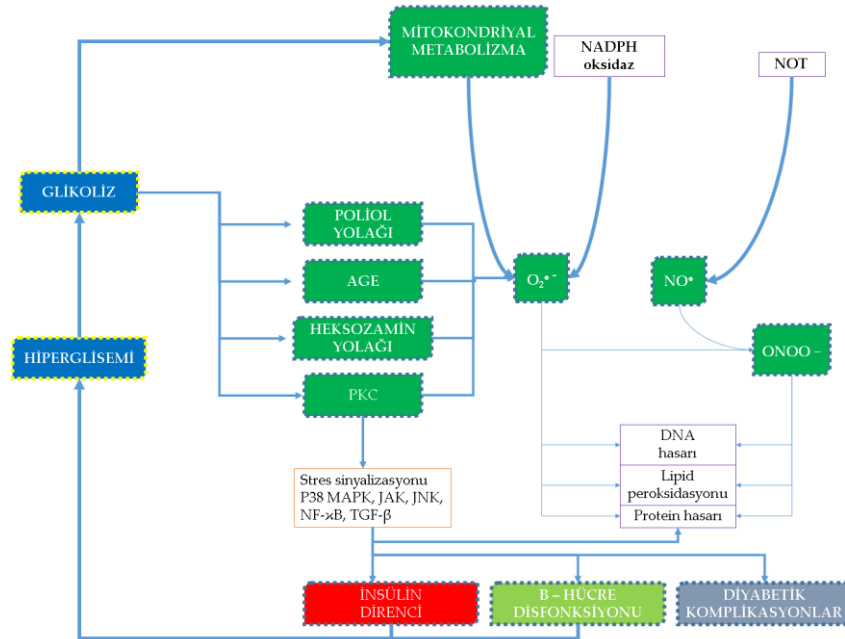 MİTOKONDRİYAL
METABOLİZMA
NADPH
oksidaz
NOT
GLİKOLİZ
POLİOL
YOLAĞI
AGE
O₂•⁻
NO•
HEKSOZAMİN
YOLAĞI
HİPERGLİSEMİ
ONOO –
PKC
DNA
hasarı
Lipid
peroksidasyonu
Protein hasarı
Stres sinyalizasyonu
P38 MAPK, JAK, JNK,
NF-ϰB, TGF-β
İNSÜLİN
DİRENCİ
B – HÜCRE
DİSFONKSİYONU
DİYABETİK
KOMPLİKASYONLAR